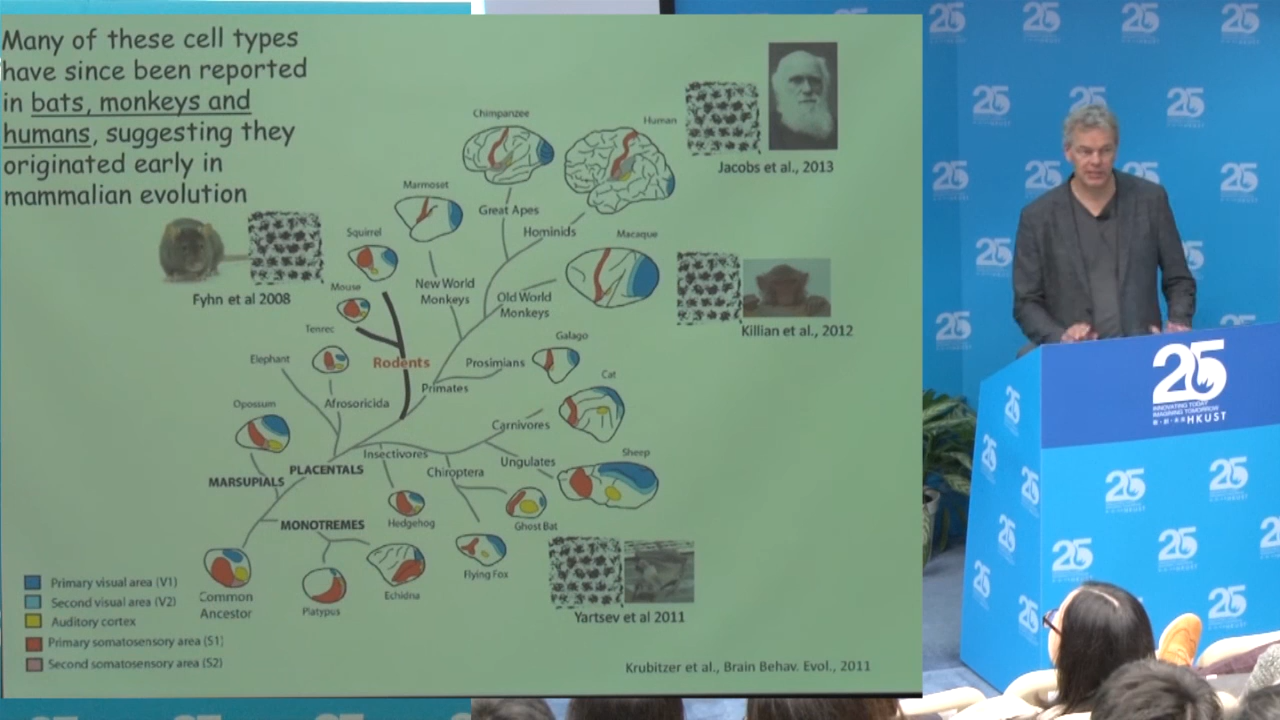 Many of these cell types
have since been reported
in bats, monkeys and
humans, suggesting they
originated early in
mammalian evolution
Chimpanzee
Human
Jacobs et al., 2013
Marmoset
Great Apes
Hominids
Macaque
Squirrel
Mouse
New World
Monkeys
Old World
Monkeys
Fyhn et al 2008
Killian et al., 2012
Tenrec
Galago
Elephant
Rodents
Prosimians
Cat
Primates
Opossum
Afrosoricida
Carnivores
Insectivores
Sheep
PLACENTALS
Chiroptera
Ungulates
MARSUPIALS
MONOTREMES
Hedgehog
Ghost Bat
Flying Fox
Common
Ancestor
Platypus
Echidna
Yartsev et al 2011
Primary visual area (V1)
Second visual area (V2)
Auditory cortex
Primary somatosensory area (S1)
Second somatosensory area (S2)
Krubitzer et al., Brain Behav. Evol., 2011
25
INNOVATING TODAY
IMAGINING TOMORROW
HKUST